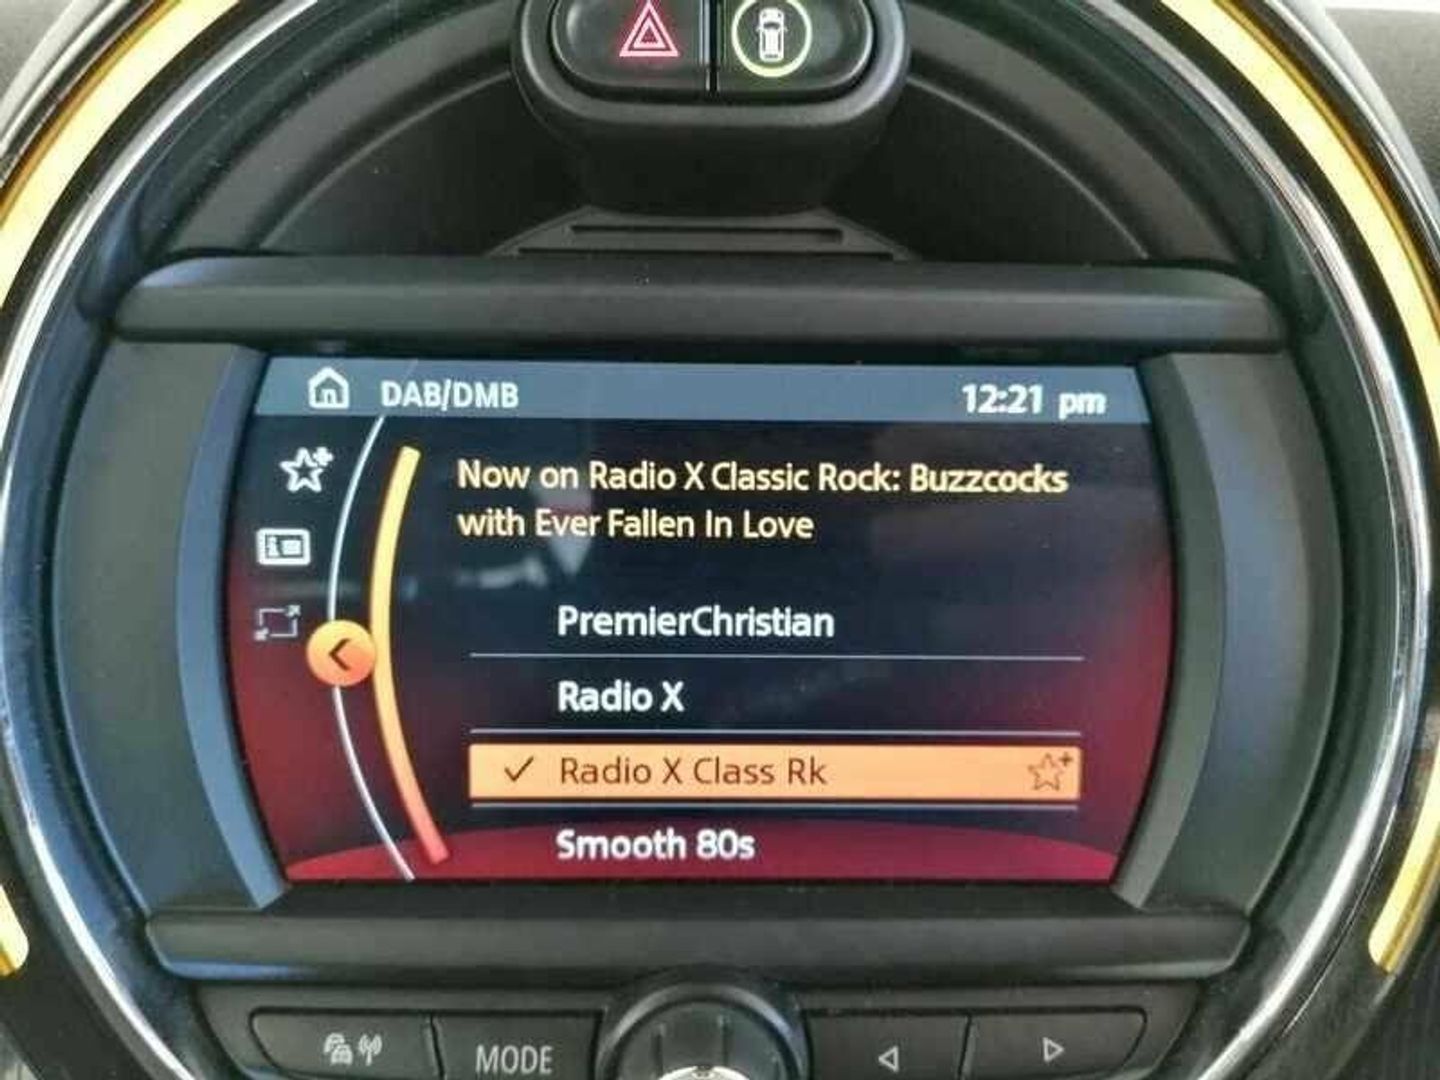 DAB/DMB
12:21 pm
Now on Radio X Classic Rock: Buzzcocks
with Ever Fallen In Love
PremierChristian
Radio X
Radio X Class Rk
Smooth 80s
MODE